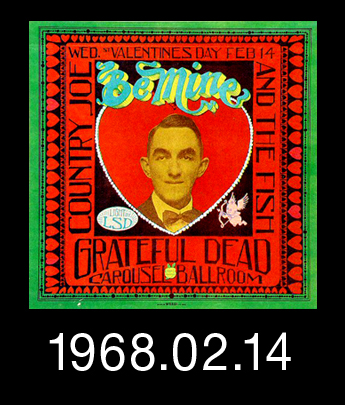 WED. ST VALENTINES DAY FEB 14
Be Mine
COUNTRY JOE
AND THE FISH
LIGHTS
LSD
GRATEFUL DEAD
CAROUSEL BALLROOM
1968.02.14